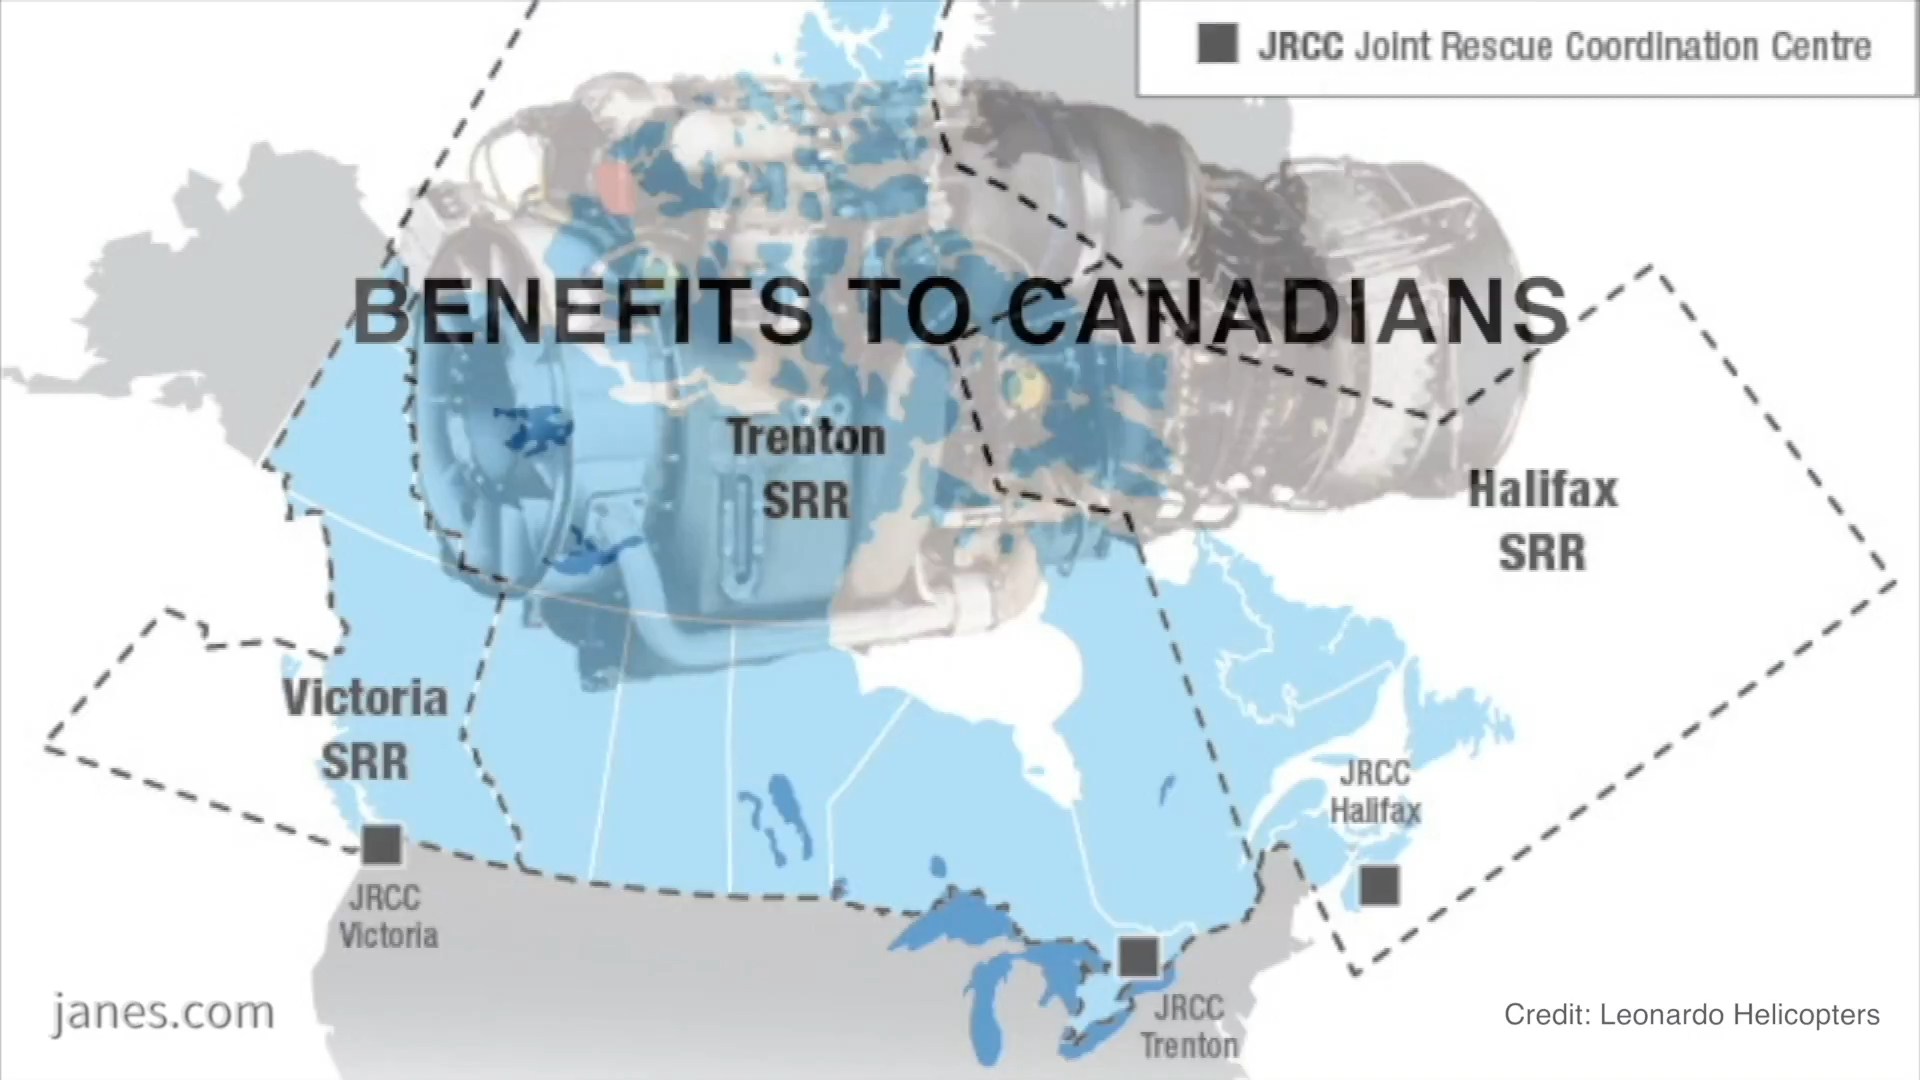 JRCC Joint Rescue Coordination Centre
BENEFITS TO CANADIANS
Trenton
SRR
Halifax
SRR
Victoria
SRR
JRCC
Halifax
JRCC
Victoria
JRCC
Trenton
janes.com
Credit: Leonardo Helicopters